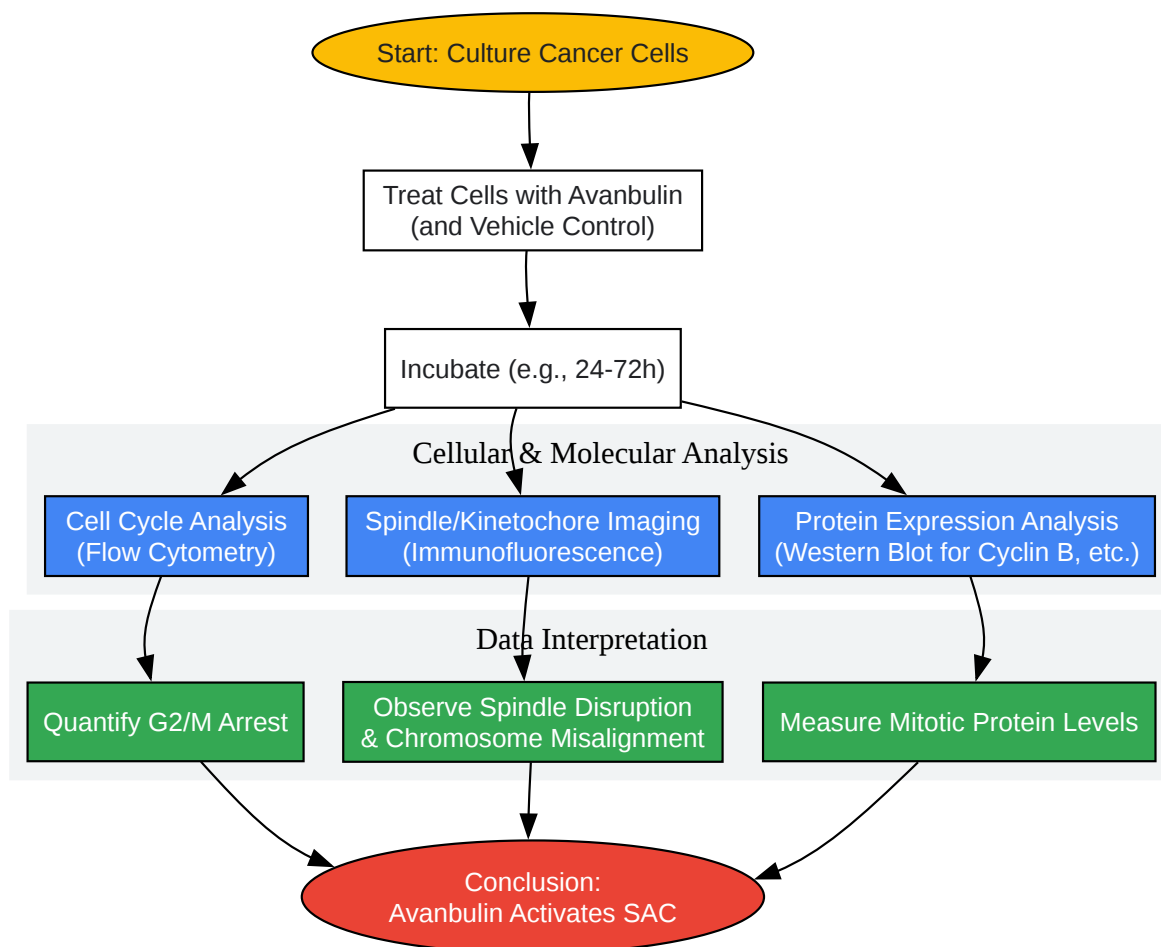 Start: Culture Cancer Cells
Treat Cells with Avanbulin
(and Vehicle Control)
Incubate (e.g., 24-72h)
Cellular & Molecular Analysis
Cell Cycle Analysis
(Flow Cytometry)
Spindle/Kinetochore Imaging
(Immunofluorescence)
Protein Expression Analysis
(Western Blot for Cyclin B, etc.)
Data Interpretation
Quantify G2/M Arrest
Observe Spindle Disruption
& Chromosome Misalignment
Measure Mitotic Protein Levels
Conclusion:
Avanbulin Activates SAC